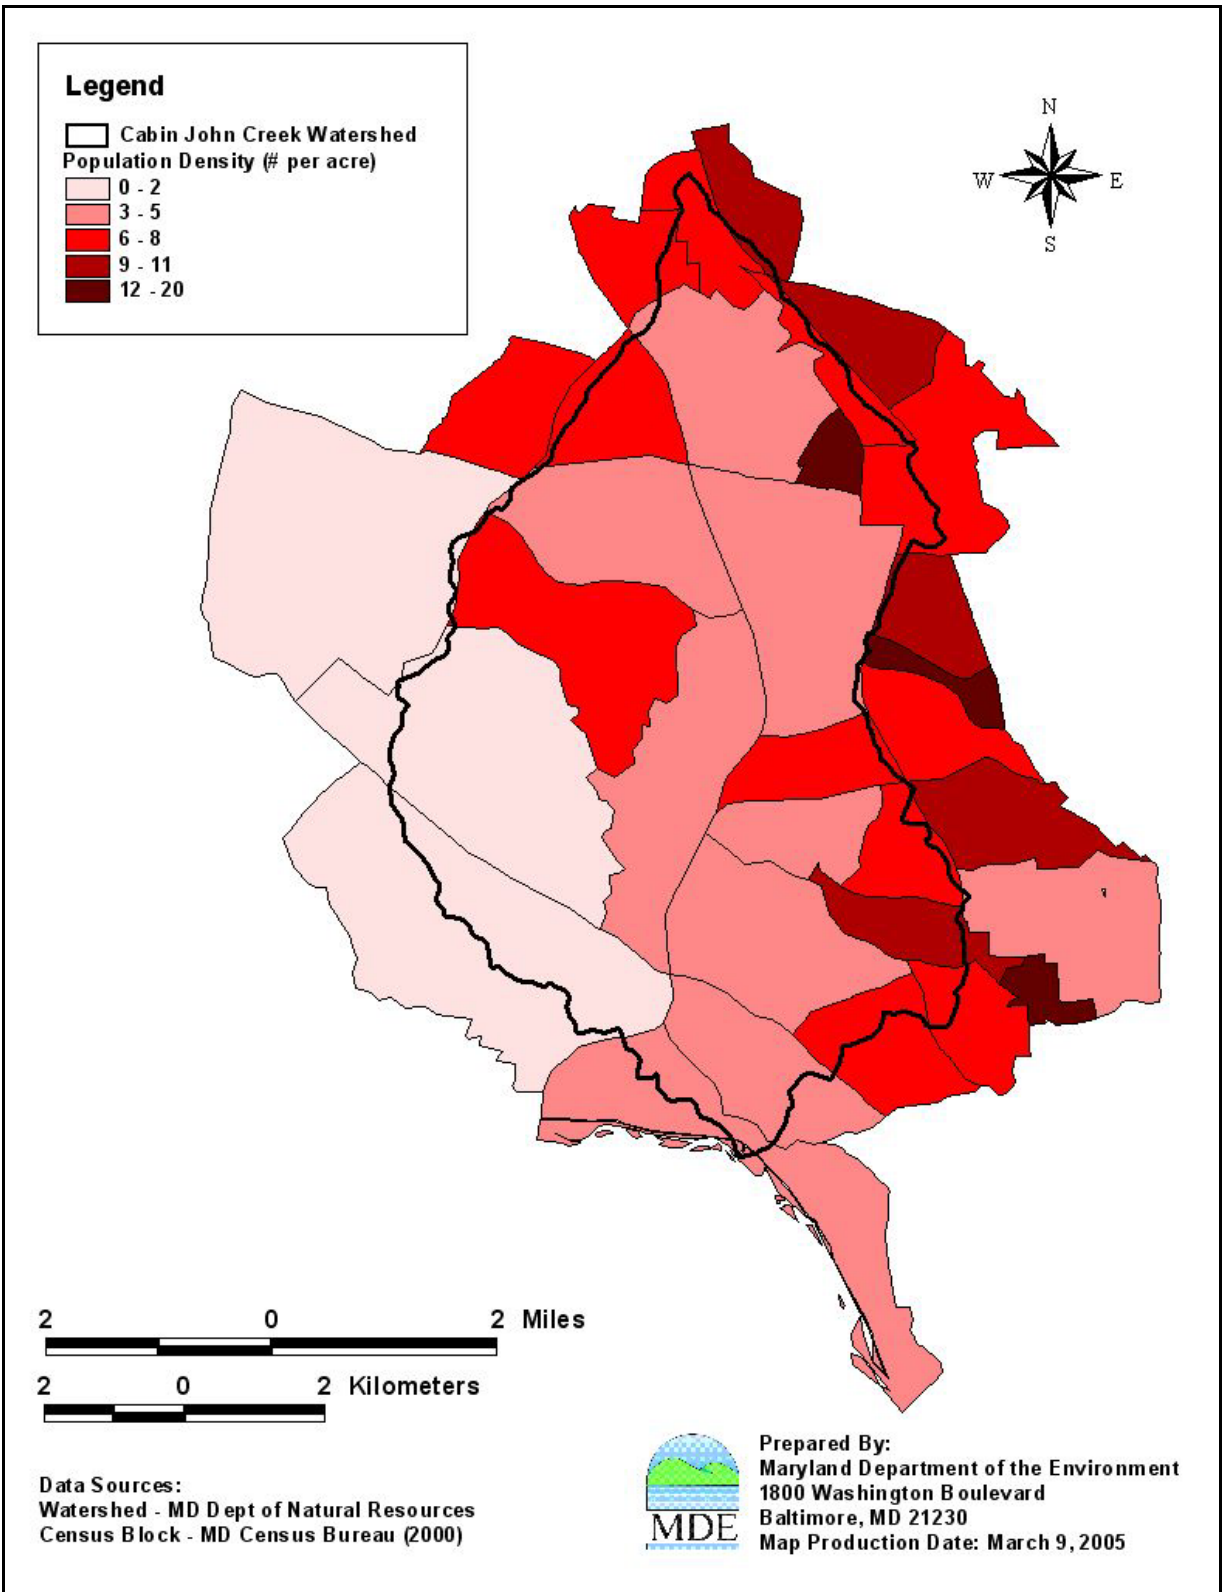 Legend
Cabin John Creek Watershed
Population Density (# per acre)
0 - 2
3 - 5
6 - 8
9 - 11
12 - 20
N
W E
S
2 0 2 Miles
2 0 2 Kilometers
Data Sources:
Watershed - MD Dept of Natural Resources
Census Block - MD Census Bureau (2000)
MDE
Prepared By:
Maryland Department of the Environment
1800 Washington Boulevard
Baltimore, MD 21230
Map Production Date: March 9, 2005